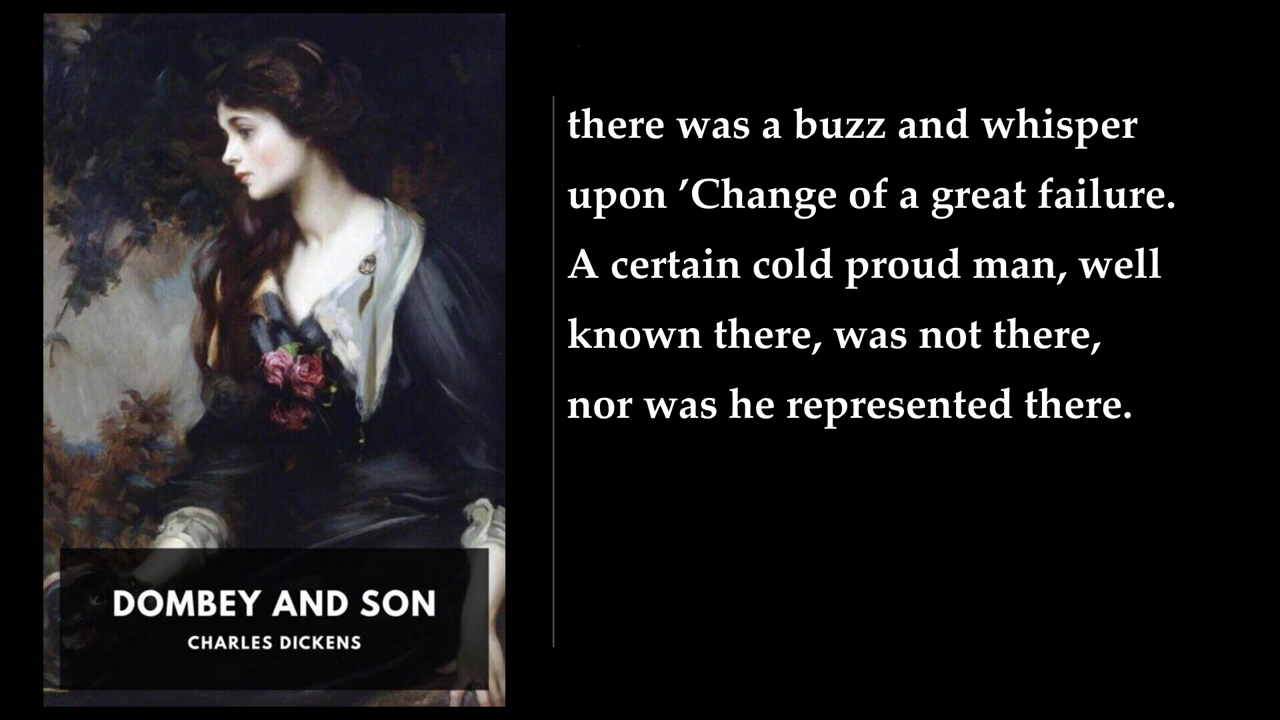 there was a buzz and whisper
upon ’Change of a great failure.
A certain cold proud man, well
known there, was not there,
nor was he represented there.
DOMBEY AND SON
CHARLES DICKENS